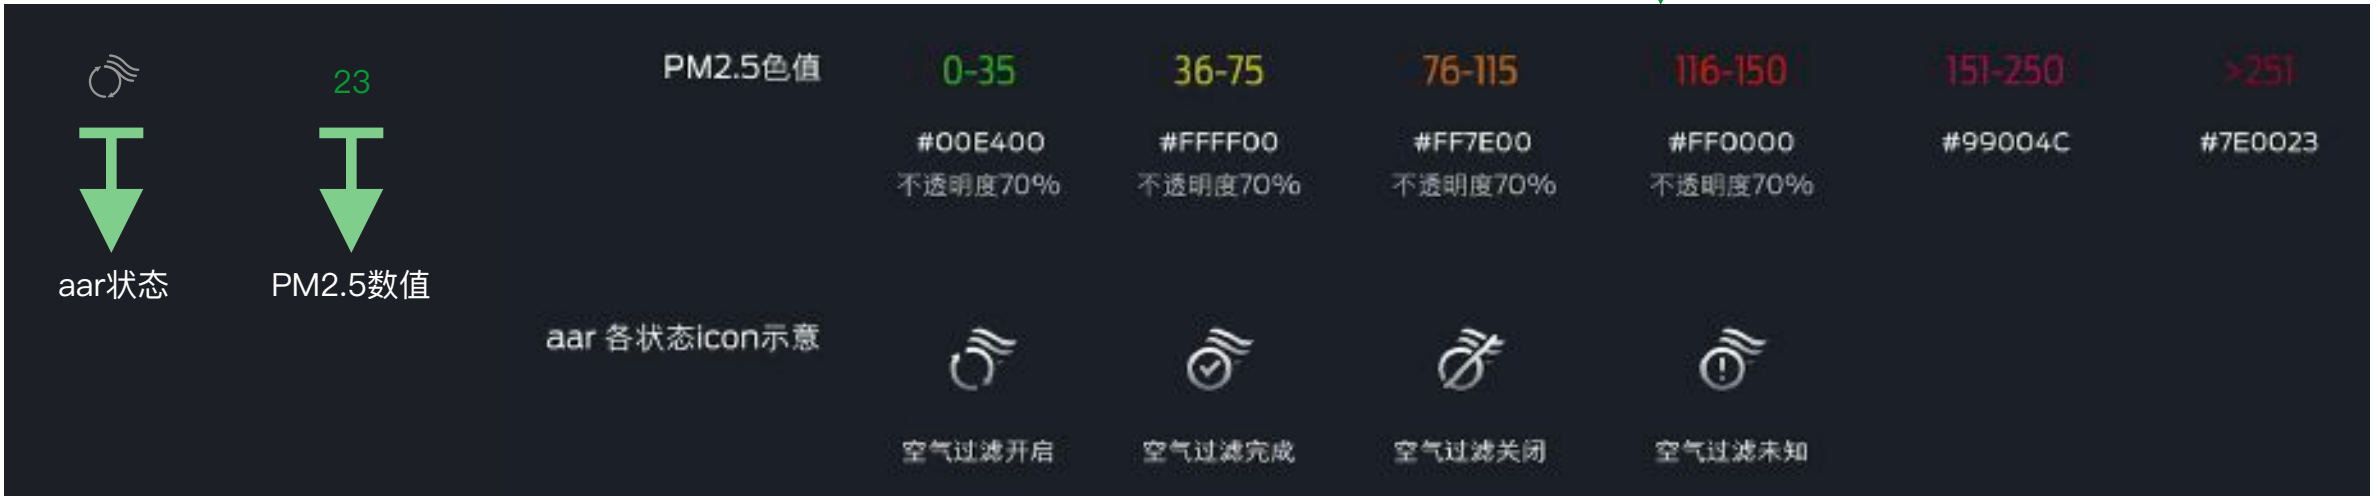 23
aar状态
PM2.5数值
PM2.5色值
0-35
36-75
76-115
116-150
151-250
>251
#00E400
#FFFF00
#FF7E00
#FF0000
#99004C
#7E0023
不透明度70%
不透明度70%
不透明度70%
不透明度70%
aar 各状态icon示意
空气过滤开启
空气过滤完成
空气过滤关闭
空气过滤未知